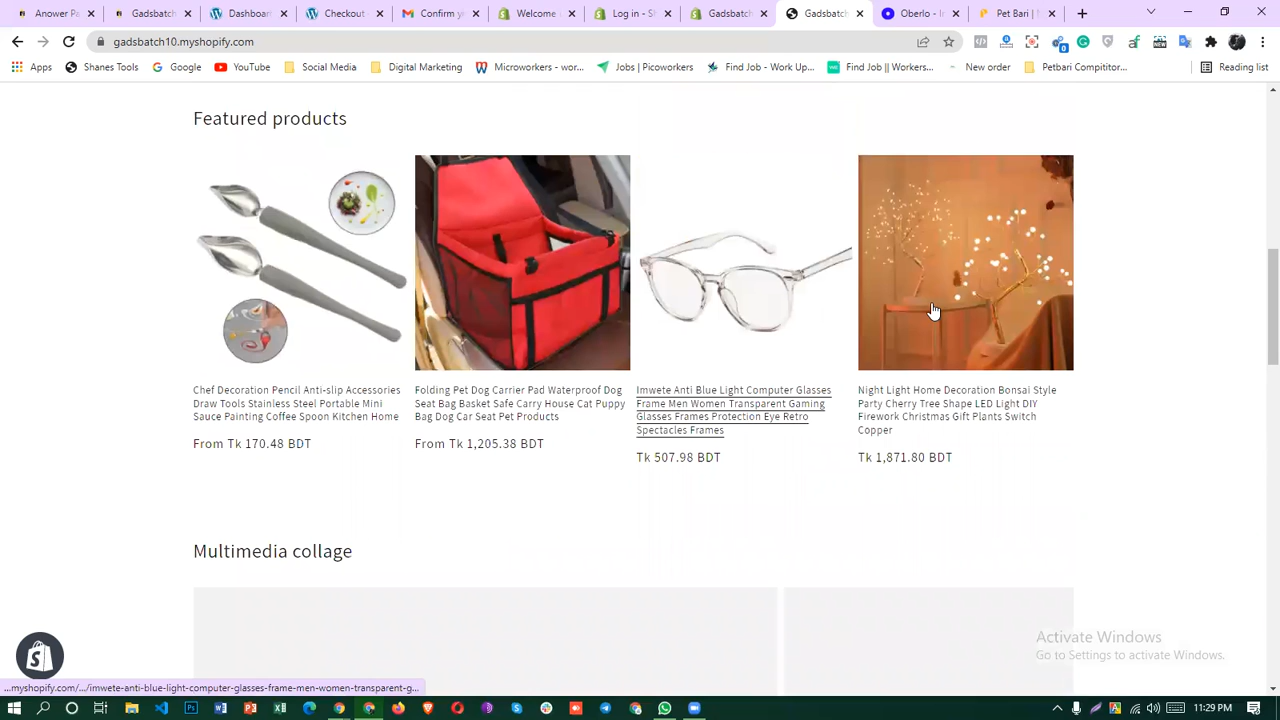 Anower Pa
Gadsbatch
Dashboard
Checkout
Confirm yo
Welcome
Log in - Sh
Gadsbatch
Gadsbatch
Oberlo - In
Pet Bari |
gadsbatch10.myshopify.com
Apps
Shanes Tools
Google
YouTube
Social Media
Digital Marketing
Microworkers - wor...
Jobs | Picoworkers
Find Job - Work Up...
Find Job || Workers...
New order
Petbari Compititor...
Reading list
Featured products
Chef Decoration Pencil Anti-slip Accessories
Draw Tools Stainless Steel Portable Mini
Sauce Painting Coffee Spoon Kitchen Home
From Tk 170.48 BDT
Folding Pet Dog Carrier Pad Waterproof Dog
Seat Bag Basket Safe Carry House Cat Puppy
Bag Dog Car Seat Pet Products
From Tk 1,205.38 BDT
Imwete Anti Blue Light Computer Glasses
Frame Men Women Transparent Gaming
Glasses Frames Protection Eye Retro
Spectacles Frames
Tk 507.98 BDT
Night Light Home Decoration Bonsai Style
Party Cherry Tree Shape LED Light DIY
Firework Christmas Gift Plants Switch
Copper
Tk 1,871.80 BDT
Multimedia collage
Activate Windows
Go to Settings to activate Windows.
...myshopify.com/.../imwete-anti-blue-light-computer-glasses-frame-men-women-transparent-g...
11:29 PM